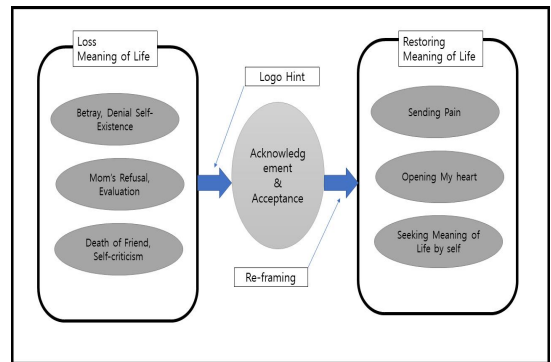 Loss
Meaning of Life
Betray, Denial Self-
Existence
Mom's Refusal,
Evaluation
Death of Friend,
Self-criticism
Logo Hint
Acknowledg
ement
&
Acceptance
Re-framing
Restoring
Meaning of Life
Sending Pain
Opening My heart
Seeking Meaning of
Life by self